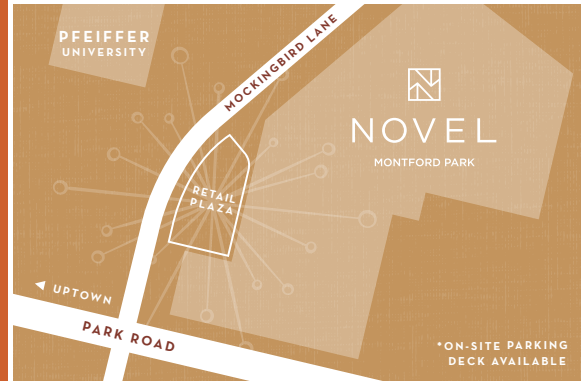 PFEIFFER
UNIVERSITY
MOCKINGBIRD LANE
NOVEL
MONTFORD PARK
RETAIL
PLAZA
UPTOWN
PARK ROAD
*ON-SITE PARKING
DECK AVAILABLE